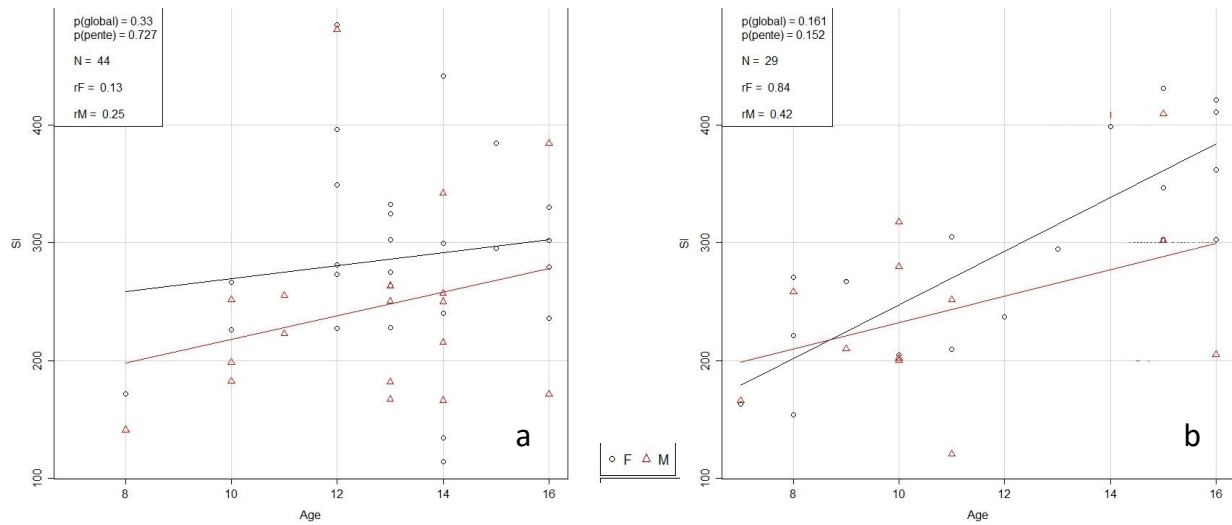 p(global) = 0.33
p(pente) = 0.727
N = 44
rF = 0.13
rM = 0.25
400
300
200
100
SI
8
10
12
14
16
Age
a
F M
p(global) = 0.161
p(pente) = 0.152
N = 29
rF = 0.84
rM = 0.42
400
300
200
100
SI
8
10
12
14
16
Age
b